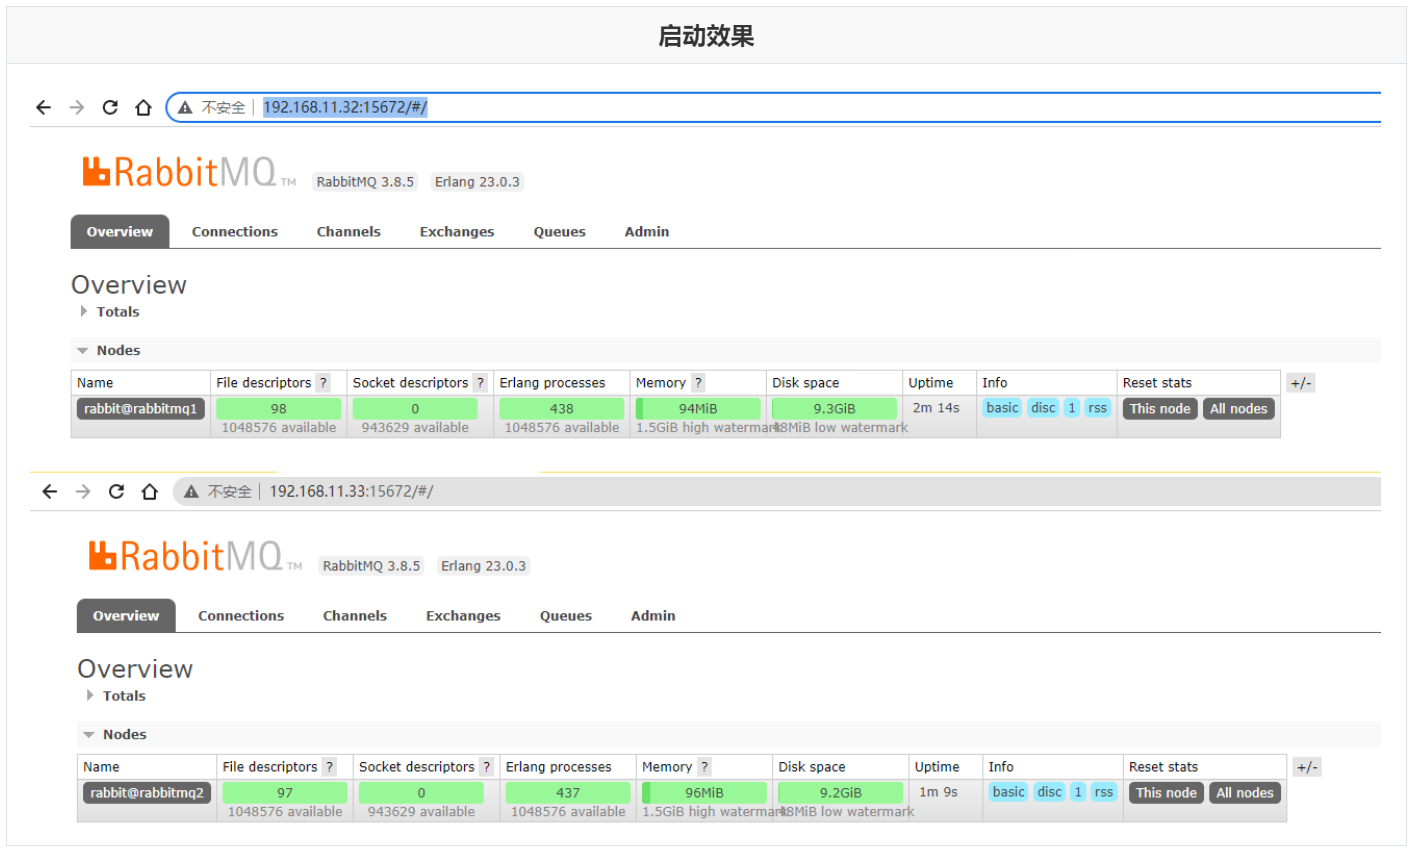 启动效果
不安全 192.168.11.32:15672/#/
RabbitMQ TM RabbitMQ 3.8.5 Erlang 23.0.3
Overview Connections Channels Exchanges Queues Admin
Overview
Totals
Nodes
Name File descriptors ? Socket descriptors ? Erlang processes Memory ? Disk space Uptime Info Reset stats +/-
rabbit@rabbitmq1 98 0 438 94MiB 9.3GiB 2m 14s basic disc 1 rss This node All nodes
1048576 available 943629 available 1048576 available 1.5GiB high watermark 48MiB low watermark
不安全 192.168.11.33:15672/#/
RabbitMQ TM RabbitMQ 3.8.5 Erlang 23.0.3
Overview Connections Channels Exchanges Queues Admin
Overview
Totals
Nodes
Name File descriptors ? Socket descriptors ? Erlang processes Memory ? Disk space Uptime Info Reset stats +/-
rabbit@rabbitmq2 97 0 437 96MiB 9.2GiB 1m 9s basic disc 1 rss This node All nodes
1048576 available 943629 available 1048576 available 1.5GiB high watermark 48MiB low watermark